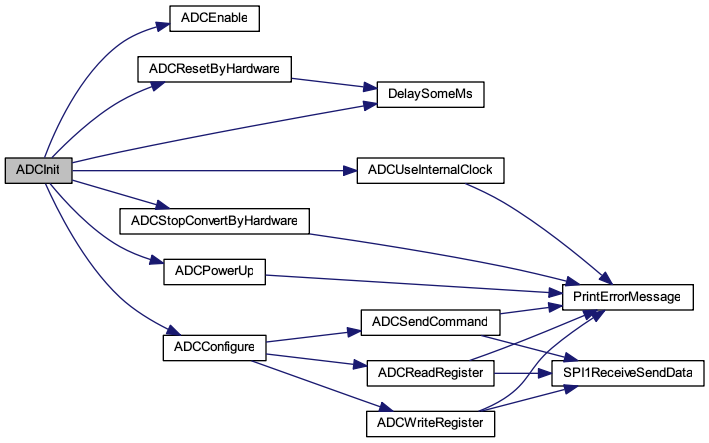 ADCEnable
ADCResetByHardware
DelaySomeMs
ADCInit
ADCUseInternalClock
ADCStopConvertByHardware
ADCPowerUp
PrintErrorMessage
ADCSendCommand
ADCConfigure
ADCReadRegister
SPI1ReceiveSendData
ADCWriteRegister